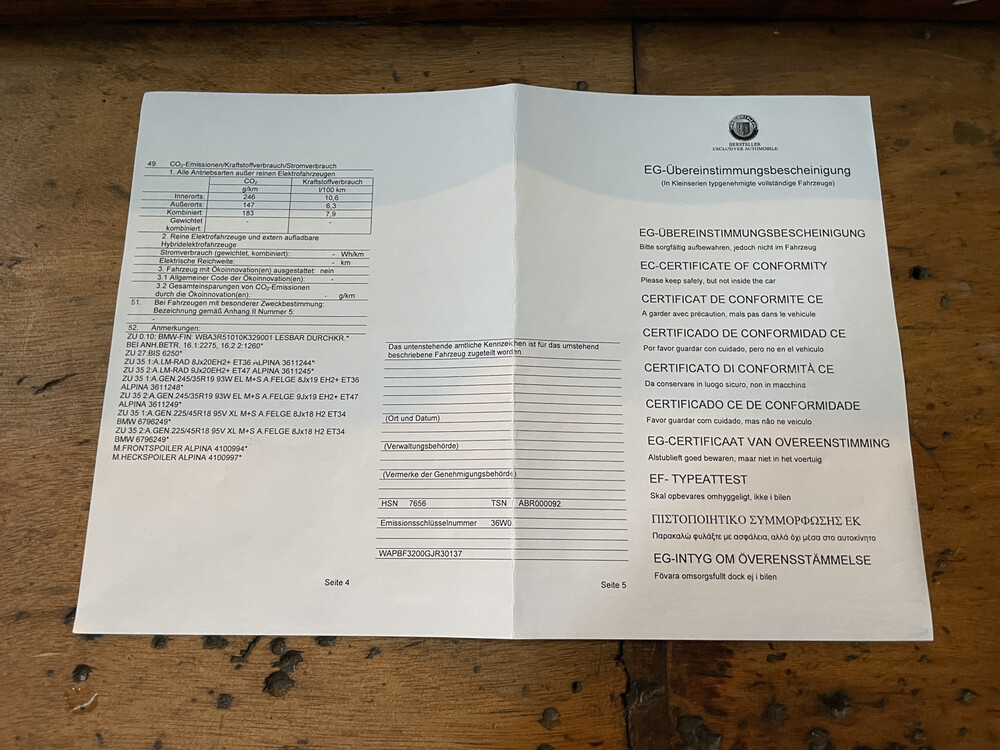 49. CO₂-Emissionen/Kraftstoffverbrauch/Stromverbrauch
1. Alle Antriebsarten außer reinen Elektrofahrzeugen
CO₂ Kraftstoffverbrauch
g/km l/100 km
Innerorts: 246 10,6
Außerorts: 147 6,3
Kombiniert: 183 7,9
Gewichtet - -
kombiniert:
2. Reine Elektrofahrzeuge und extern aufladbare
Hybridelektrofahrzeuge
Stromverbrauch (gewichtet, kombiniert): - Wh/km
Elektrische Reichweite: - km
3. Fahrzeug mit Ökoinnovation(en) ausgestattet: nein
3.1 Allgemeiner Code der Ökoinnovation(en): -
3.2 Gesamteinsparungen von CO₂-Emissionen
durch die Ökoinnovation(en): - g/km
51. Bei Fahrzeugen mit besonderer Zweckbestimmung:
Bezeichnung gemäß Anhang II Nummer 5:
-
52. Anmerkungen:
ZU 0.10: BMW-FIN: WBA3R51010K329001 LESBAR DURCHKR.*
BEI ANH.BETR. 16.1:2275, 16.2 2:1260*
ZU 27:BIS 6250*
ZU 35 1:A.LM-RAD 8Jx20EH2+ ET36 ALPINA 3611244*
ZU 35 2:A.LM-RAD 9Jx20EH2+ ET47 ALPINA 3611245*
ZU 35 1:A.GEN.245/35R19 93W EL M+S A.FELGE 8Jx19 EH2+ ET36
ALPINA 3611248*
ZU 35 2:A.GEN.245/35R19 93W EL M+S A.FELGE 9Jx19 EH2+ ET47
ALPINA 3611249*
ZU 35 1:A.GEN.225/45R18 95V XL M+S A.FELGE 8Jx18 H2 ET34
BMW 6796249*
ZU 35 2:A.GEN.225/45R18 95V XL M+S A.FELGE 8Jx18 H2 ET34
BMW 6796249*
M.FRONTSPOILER ALPINA 4100994*
M.HECKSPOILER ALPINA 4100997*
Seite 4
Das untenstehende amtliche Kennzeichen ist für das umstehend
beschriebene Fahrzeug zugeteilt worden
(Ort und Datum)
(Verwaltungsbehörde)
(Vermerke der Genehmigungsbehörde)
HSN 7656 TSN ABR000092
Emissionsschlüsselnummer 36W0
WAPBF3200GJR30137
Seite 5
HERSTELLER
EXCLUSIVER AUTOMOBILE
EG-Übereinstimmungsbescheinigung
(In Kleinserien typgenehmigte vollständige Fahrzeuge)
EG-ÜBEREINSTIMMUNGSBESCHEINIGUNG
Bitte sorgfältig aufbewahren, jedoch nicht im Fahrzeug
EC-CERTIFICATE OF CONFORMITY
Please keep safely, but not inside the car
CERTIFICAT DE CONFORMITE CE
A garder avec précaution, mais pas dans le vehicule
CERTIFICADO DE CONFORMIDAD CE
Por favor guardar con cuidado, pero no en el vehiculo
CERTIFICATO DI CONFORMITÀ CE
Da conservare in luogo sicuro, non in macchina
CERTIFICADO CE DE CONFORMIDADE
Favor guardar com cuidado, mas não ne veiculo
EG-CERTIFICAAT VAN OVEREENSTIMMING
Alstublieft goed bewaren, maar niet in het voertuig
EF- TYPEATTEST
Skal opbevares omhyggeligt, ikke i bilen
ΠΙΣΤΟΠΟΙΗΤΙΚΟ ΣΥΜΜΟΡΦΩΣΗΣ ΕΚ
Παρακαλώ φυλάξτε με ασφάλεια, αλλά όχι μέσα στο αυτοκίνητο
EG-INTYG OM ÖVERENSSTÄMMELSE
Fövara omsorgsfullt dock ej i bilen